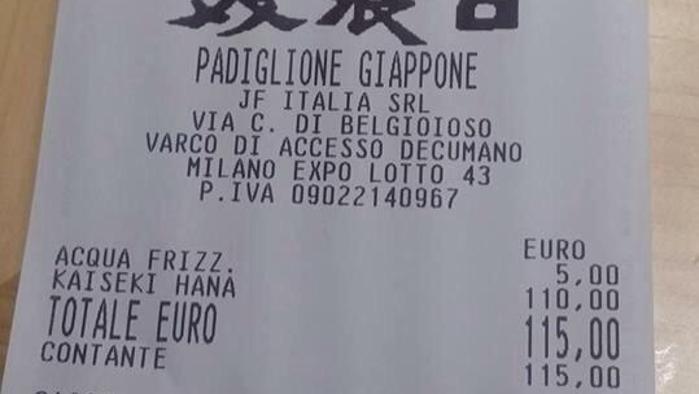 PADIGLIONE GIAPPONE
JF ITALIA SRL
VIA C. DI BELGIOIOSO
VARCO DI ACCESSO DECUMANO
MILANO EXPO LOTTO 43
P.IVA 09022140967
EURO
ACQUA FRIZZ. 5,00
KAISEKI HANA 110,00
TOTALE EURO 115,00
CONTANTE 115,00